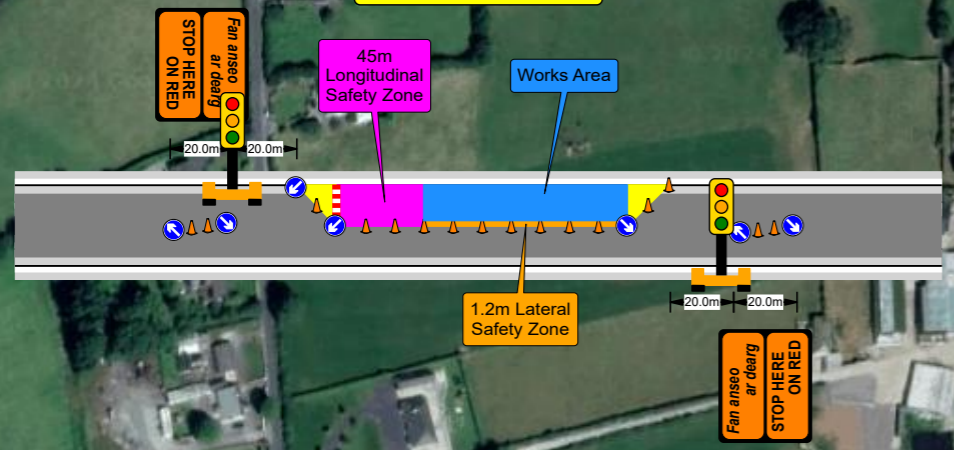 Fan anseo
ar dearg
STOP HERE
ON RED
45m
Longitudinal
Safety Zone
Works Area
20.0m
20.0m
1.2m Lateral
Safety Zone
20.0m
20.0m
Fan anseo
ar dearg
STOP HERE
ON RED